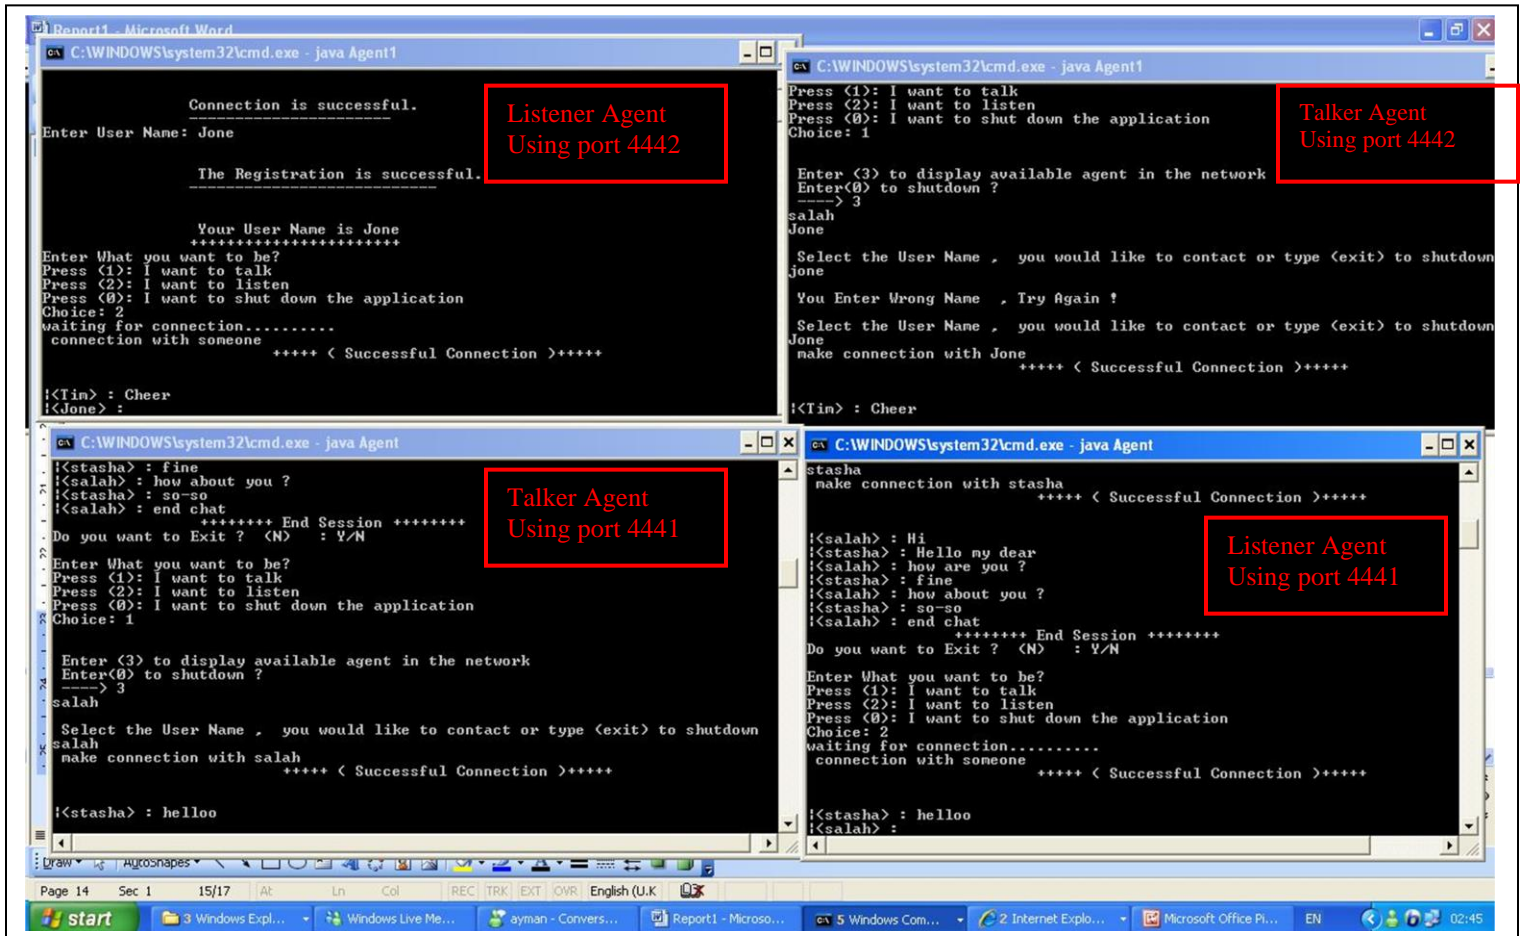 Report1 - Microsoft Word
C:\WINDOWS\system32\cmd.exe - java Agent1
Connection is successful.
-----------------------
Enter User Name: Jone
The Registration is successful.
---------------------------
Your User Name is Jone
+++++++++++++++++++++++
Enter What you want to be?
Press (1): I want to talk
Press (2): I want to listen
Press (0): I want to shut down the application
Choice: 2
waiting for connection..........
connection with someone
+++++ ( Successful Connection )+++++
|<Tim> : Cheer
|<Jone> :
Listener Agent
Using port 4442
C:\WINDOWS\system32\cmd.exe - java Agent1
Press (1): I want to talk
Press (2): I want to listen
Press (0): I want to shut down the application
Choice: 1
Enter (3) to display available agent in the network
Enter(0) to shutdown ?
----> 3
salah
Jone
Select the User Name , you would like to contact or type (exit) to shutdown
jone
You Enter Wrong Name , Try Again !
Select the User Name , you would like to contact or type (exit) to shutdown
Jone
make connection with Jone
+++++ ( Successful Connection )+++++
|<Tim> : Cheer
Talker Agent
Using port 4442
C:\WINDOWS\system32\cmd.exe - java Agent
|<stasha> : fine
|<salah> : how about you ?
|<stasha> : so-so
|<salah> : end chat
++++++++ End Session ++++++++
Do you want to Exit ? (N) : Y/N
Enter What you want to be?
Press (1): I want to talk
Press (2): I want to listen
Press (0): I want to shut down the application
Choice: 1
Enter (3) to display available agent in the network
Enter(0) to shutdown ?
----> 3
salah
Select the User Name , you would like to contact or type (exit) to shutdown
salah
make connection with salah
+++++ ( Successful Connection )+++++
|<stasha> : helloo
Talker Agent
Using port 4441
C:\WINDOWS\system32\cmd.exe - java Agent
stasha
make connection with stasha
+++++ ( Successful Connection )+++++
|<salah> : Hi
|<stasha> : Hello my dear
|<salah> : how are you ?
|<stasha> : fine
|<salah> : how about you ?
|<stasha> : so-so
|<salah> : end chat
++++++++ End Session ++++++++
Do you want to Exit ? (N) : Y/N
Enter What you want to be?
Press (1): I want to talk
Press (2): I want to listen
Press (0): I want to shut down the application
Choice: 2
waiting for connection..........
connection with someone
+++++ ( Successful Connection )+++++
|<stasha> : helloo
|<salah> :
Listener Agent
Using port 4441
Draw AutoShapes
Page 14 Sec 1 15/17 At Ln Col REC TRK EXT OVR English (U.K
start 3 Windows Expl... Windows Live Me... ayman - Convers... Report1 - Microso... 5 Windows Com... 2 Internet Explo... Microsoft Office Pi... EN 02:45